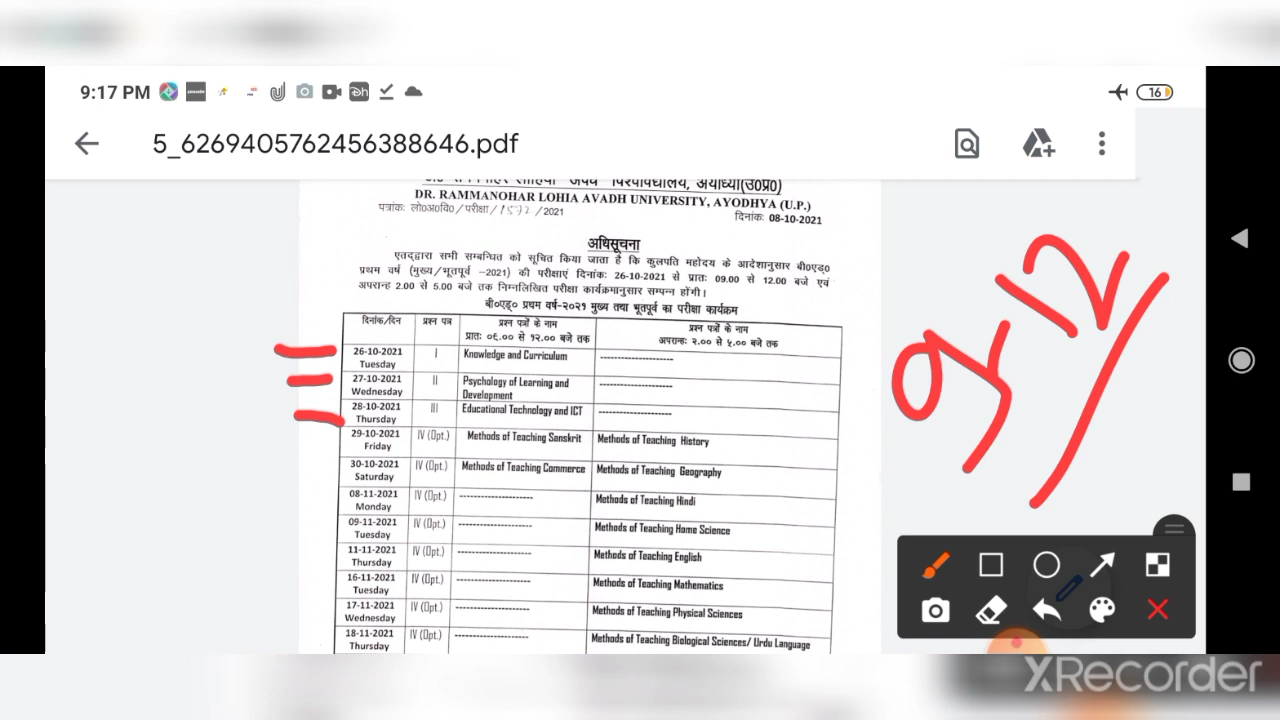 9:17 PM
16
5_6269405762456388646.pdf
DR. RAMMANOHAR LOHIA AVADH UNIVERSITY, AYODHYA (U.P.)
पत्रांकः लो०अ०वि०/परीक्षा/1572/2021 दिनांकः 08-10-2021
अधिसूचना
एतद्द्वारा सभी सम्बन्धित को सूचित किया जाता है कि कुलपति महोदय के आदेशानुसार बी०एड्०
प्रथम वर्ष (मुख्य/भूतपूर्व –2021) की परीक्षाएं दिनांकः 26-10-2021 से प्रातः 09.00 से 12.00 बजे एवं
अपरान्ह 2.00 से 5.00 बजे तक निम्नलिखित परीक्षा कार्यक्रमानुसार सम्पन्न होंगी।
बी०एड्० प्रथम वर्ष-२०२१ मुख्य तथा भूतपूर्व का परीक्षा कार्यक्रम
दिनांक/दिन प्रश्न पत्र प्रश्न पत्रों के नाम प्रातः ०९.०० से १२.०० बजे तक प्रश्न पत्रों के नाम अपरान्हः २.०० से ५.०० बजे तक
26-10-2021 Tuesday I Knowledge and Curriculum --------------------
27-10-2021 Wednesday II Psychology of Learning and Development --------------------
28-10-2021 Thursday III Educational Technology and ICT --------------------
29-10-2021 Friday IV (Opt.) Methods of Teaching Sanskrit Methods of Teaching History
30-10-2021 Saturday IV (Opt.) Methods of Teaching Commerce Methods of Teaching Geography
08-11-2021 Monday IV (Opt.) -------------------- Methods of Teaching Hindi
09-11-2021 Tuesday IV (Opt.) -------------------- Methods of Teaching Home Science
11-11-2021 Thursday IV (Opt.) -------------------- Methods of Teaching English
16-11-2021 Tuesday IV (Opt.) -------------------- Methods of Teaching Mathematics
17-11-2021 Wednesday IV (Opt.) -------------------- Methods of Teaching Physical Sciences
18-11-2021 Thursday IV (Opt.) -------------------- Methods of Teaching Biological Sciences/ Urdu Language
9-12
XRecorder